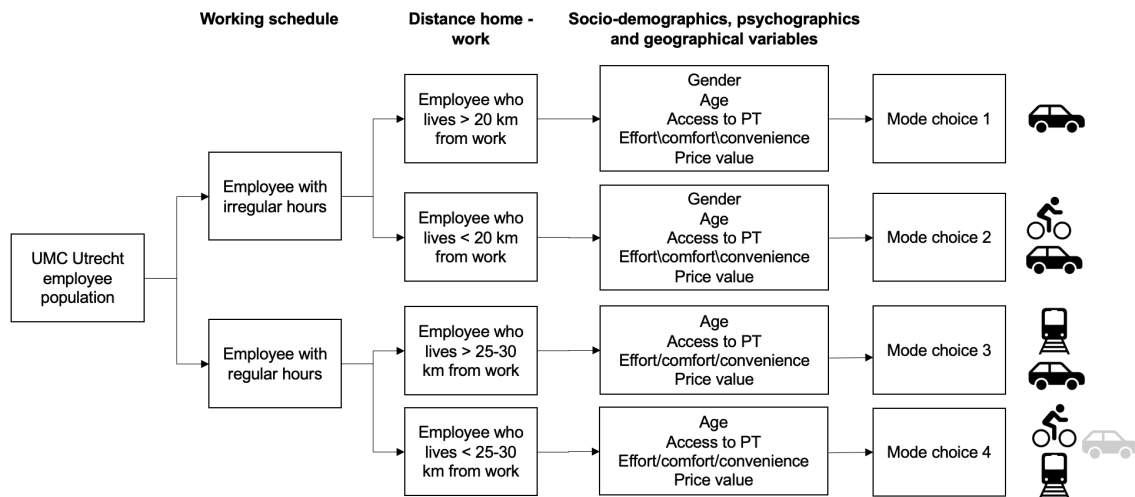 Working schedule
Distance home -
work
Socio-demographics, psychographics
and geographical variables
UMC Utrecht
employee
population
Employee with
irregular hours
Employee with
regular hours
Employee who
lives > 20 km
from work
Gender
Age
Access to PT
Effort\comfort\convenience
Price value
Mode choice 1
Employee who
lives < 20 km
from work
Gender
Age
Access to PT
Effort\comfort\convenience
Price value
Mode choice 2
Employee who
lives > 25-30
km from work
Age
Access to PT
Effort/comfort/convenience
Price value
Mode choice 3
Employee who
lives < 25-30
km from work
Age
Access to PT
Effort/comfort/convenience
Price value
Mode choice 4